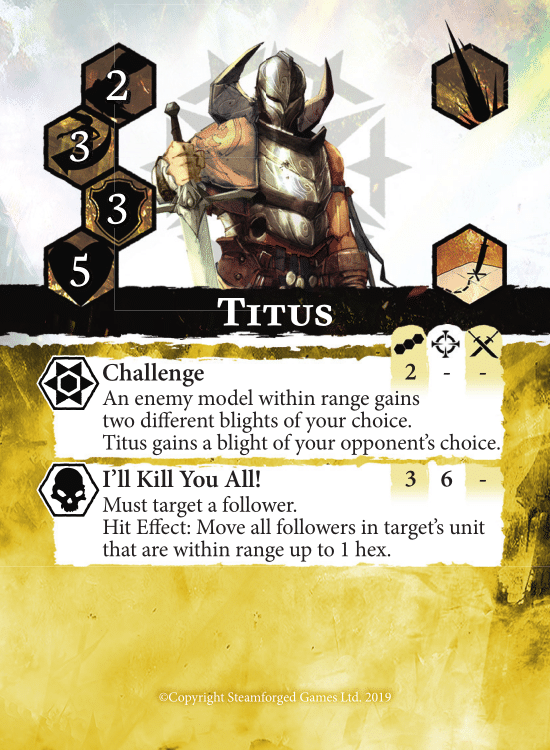 2
3
3
5
Titus
Challenge 2 - -
An enemy model within range gains
two different blights of your choice.
Titus gains a blight of your opponent's choice.
I'll Kill You All! 3 6 -
Must target a follower.
Hit Effect: Move all followers in target's unit
that are within range up to 1 hex.
©Copyright Steamforged Games Ltd. 2019